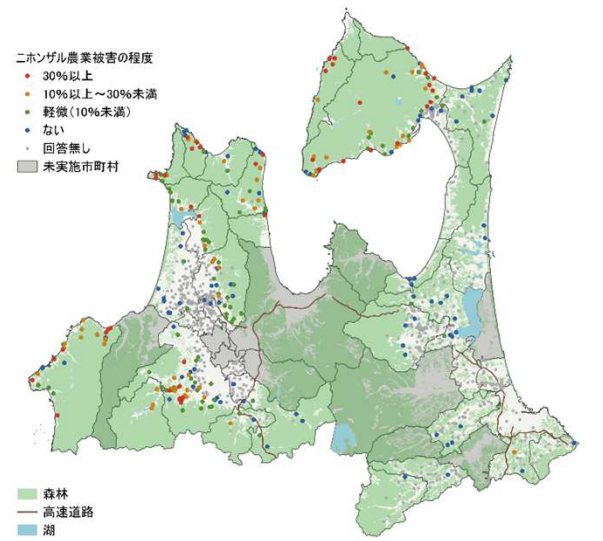 ニホンザル農業被害の程度
30％以上
10％以上～30％未満
軽微(10％未満)
ない
回答無し
未実施市町村
森林
高速道路
湖